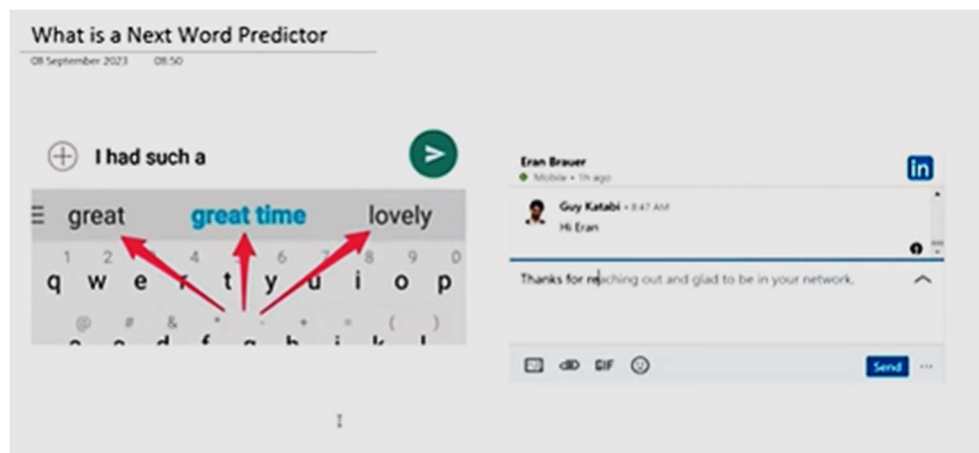 What is a Next Word Predictor
08 September 2023 08:50
I had such a
great great time lovely
1 2 4 6 7 8 9 0
q w e r t y u i o p
@ # & * - + = ( )
Eran Brauer
Mobile • 1h ago
in
Guy Katabi • 8:47 AM
Hi Eran
Thanks for reaching out and glad to be in your network.
GIF
Send ...